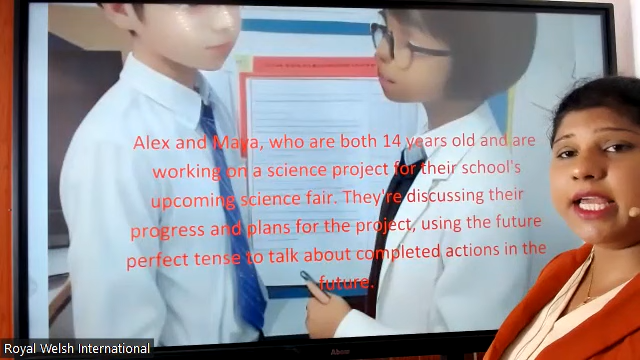 Alex and Maya, who are both 14 years old and are
working on a science project for their school's
upcoming science fair. They're discussing their
progress and plans for the project, using the future
perfect tense to talk about completed actions in the
future.
Royal Welsh International